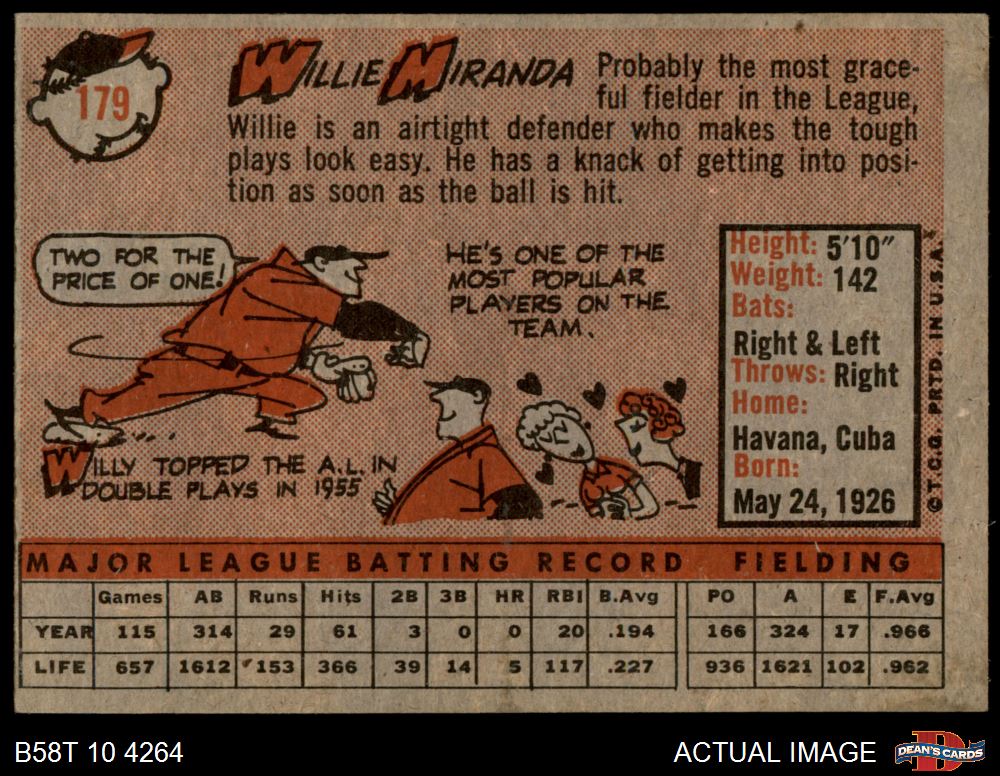 179
WILLIE MIRANDA
Probably the most grace-
ful fielder in the League,
Willie is an airtight defender who makes the tough
plays look easy. He has a knack of getting into posi-
tion as soon as the ball is hit.
TWO FOR THE
PRICE OF ONE!
HE'S ONE OF THE
MOST POPULAR
PLAYERS ON THE
TEAM.
WILLY TOPPED THE A.L. IN
DOUBLE PLAYS IN 1955
Height: 5'10"
Weight: 142
Bats:
Right & Left
Throws: Right
Home:
Havana, Cuba
Born:
May 24, 1926
© T.C.G. PRTD. IN U.S.A.
MAJOR LEAGUE BATTING RECORD FIELDING
Games AB Runs Hits 2B 3B HR RBI B.Avg PO A E F.Avg
YEAR 115 314 29 61 3 0 0 20 .194 166 324 17 .966
LIFE 657 1612 153 366 39 14 5 117 .227 936 1621 102 .962
B58T 10 4264
ACTUAL IMAGE
DEAN'S CARDS